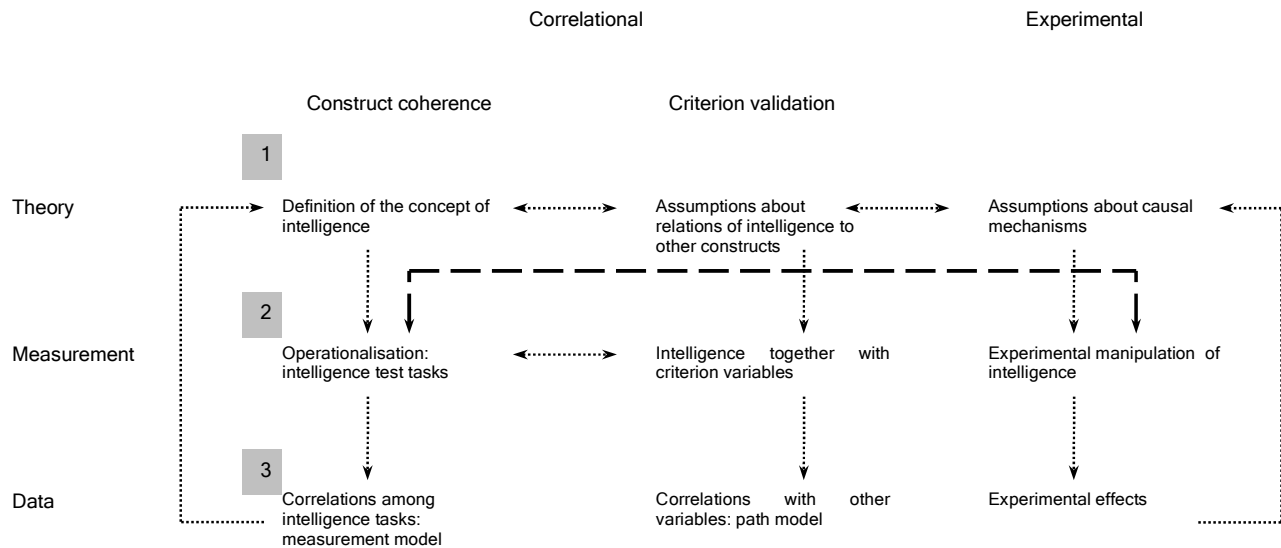 Correlational
Experimental
Construct coherence
Criterion validation
1
Theory
Definition of the concept of
intelligence
Assumptions about
relations of intelligence to
other constructs
Assumptions about causal
mechanisms
2
Measurement
Operationalisation:
intelligence test tasks
Intelligence together with
criterion variables
Experimental manipulation of
intelligence
3
Data
Correlations among
intelligence tasks:
measurement model
Correlations with other
variables: path model
Experimental effects